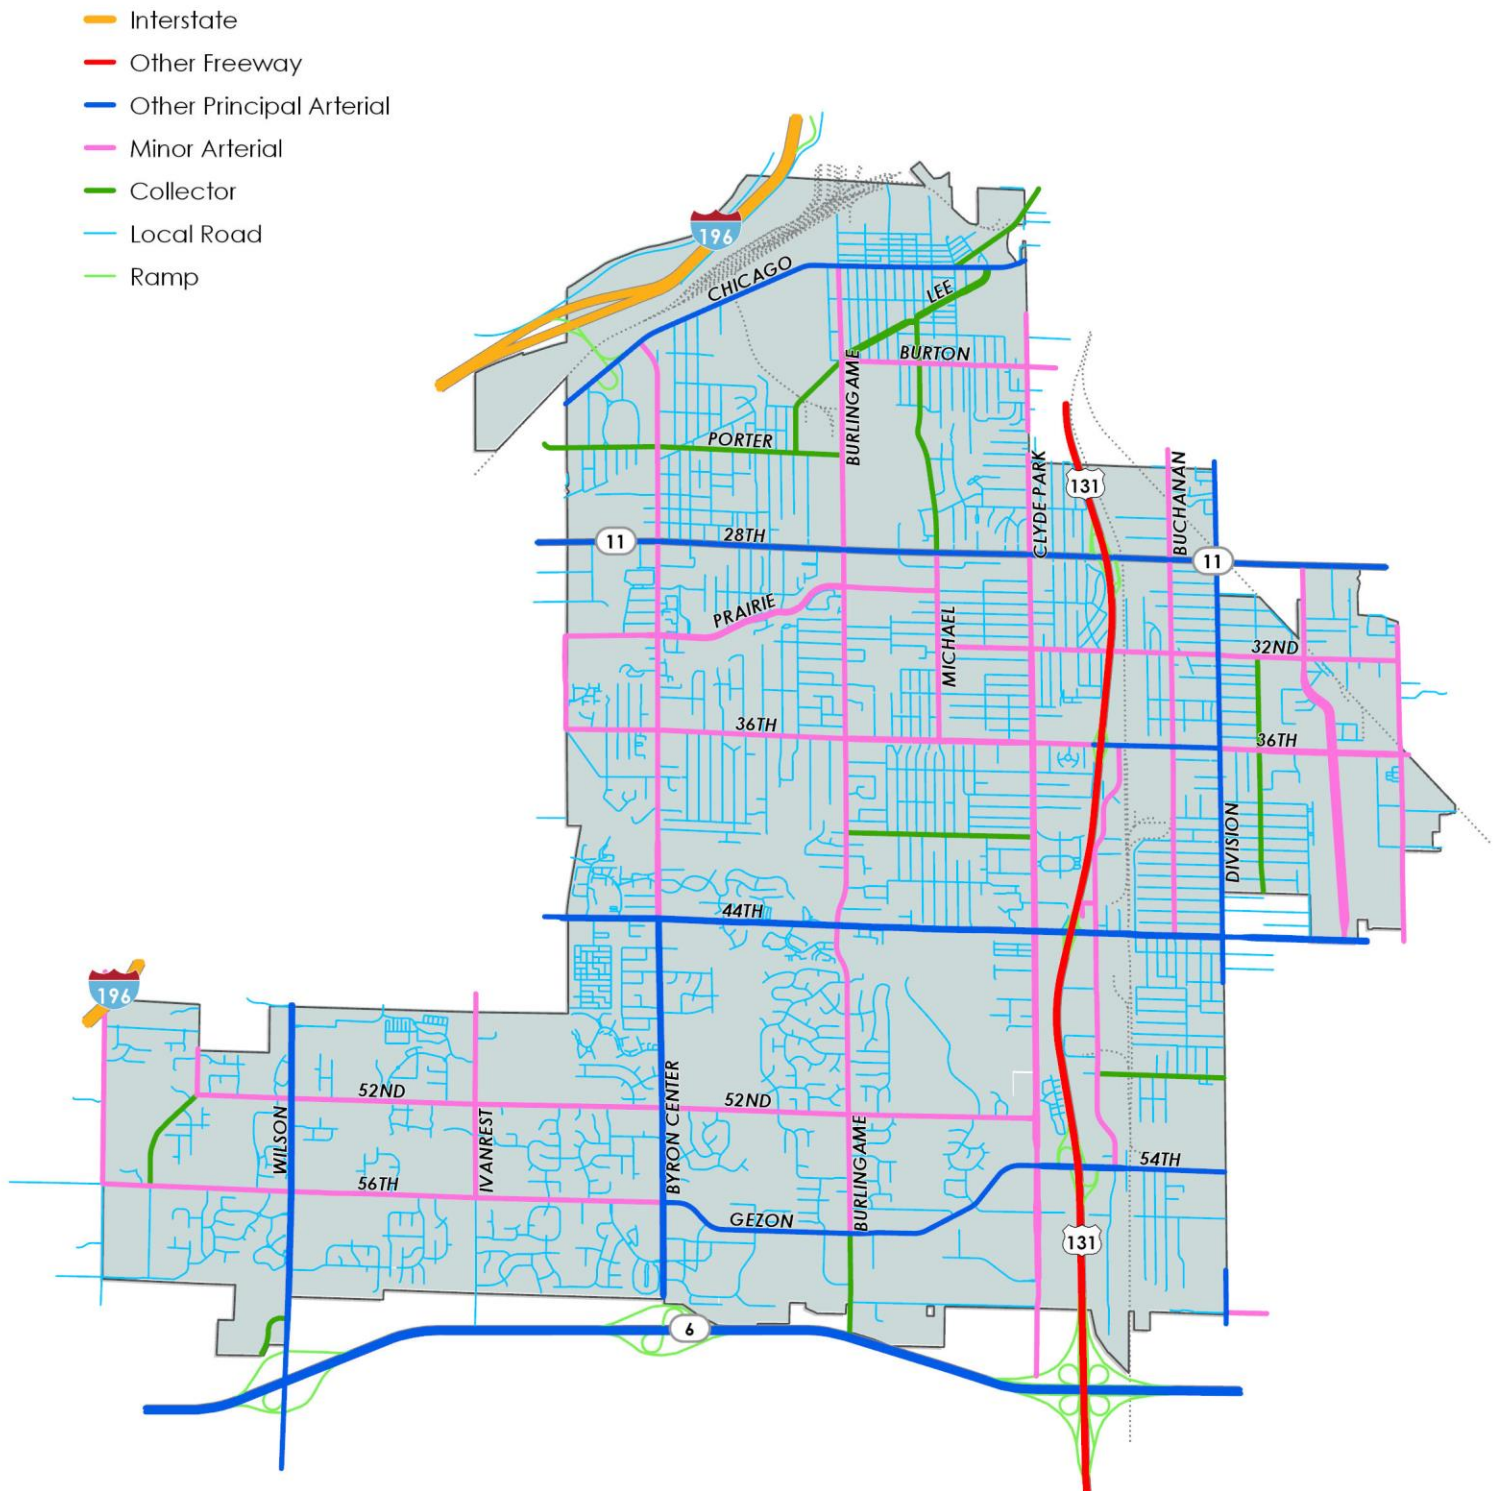 Interstate
Other Freeway
Other Principal Arterial
Minor Arterial
Collector
Local Road
Ramp
196
CHICAGO
LEE
BURTON
BURLINGAME
PORTER
CLYDE PARK
131
BUCHANAN
11
28TH
11
PRAIRIE
MICHAEL
32ND
36TH
36TH
DIVISION
44TH
196
52ND
52ND
WILSON
IVANREST
BYRON CENTER
BURLINGAME
54TH
56TH
GEZON
131
6